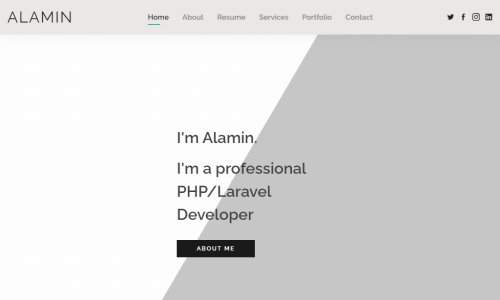 ALAMIN
Home About Resume Services Portfolio Contact
I'm Alamin.
I'm a professional
PHP/Laravel
Developer
ABOUT ME